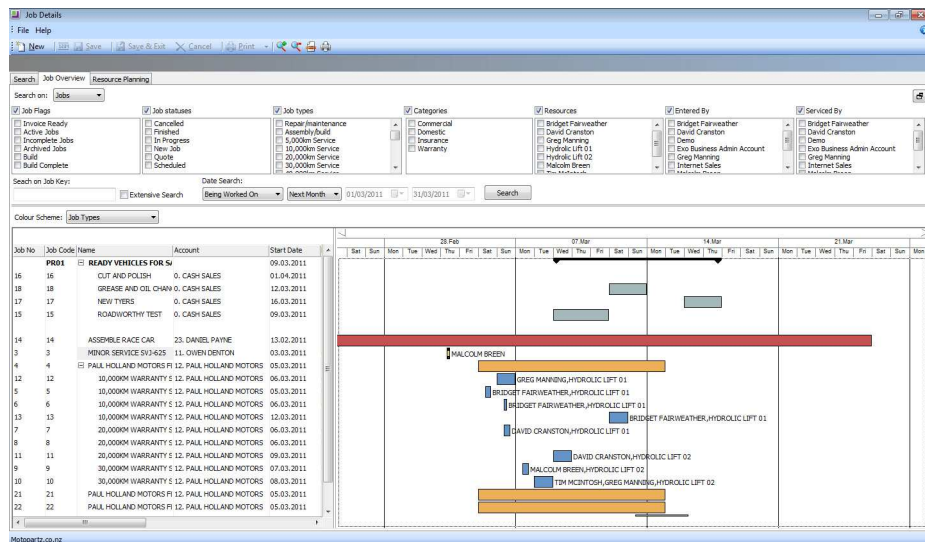 Job Details
File Help
New Save Save & Exit Cancel Print
Search Job Overview Resource Planning
Search on: Jobs
Job Flags Job statuses Job types Categories Resources Entered By Serviced By
Invoice Ready Cancelled Repair/maintenance Commercial Bridget Fairweather Bridget Fairweather Bridget Fairweather
Active Jobs Finished Assembly/build Domestic David Cranston David Cranston David Cranston
Incomplete Jobs In Progress 5,000km Service Insurance Greg Manning Demo Demo
Archived Jobs New Job 10,000km Service Warranty Hydrolic Lift 01 Exo Business Admin Account Exo Business Admin Account
Build Quote 20,000km Service Hydrolic Lift 02 Greg Manning Greg Manning
Build Complete Scheduled 30,000km Service Malcolm Breen Internet Sales Internet Sales
Seach on Job Key: Date Search:
Extensive Search Being Worked On Next Month 01/03/2011 31/03/2011 Search
Colour Scheme: Job Types
28.Feb 07.Mar 14.Mar 21.Mar
Job No Job Code Name Account Start Date Sat Sun Mon Tue Wed Thu Fri Sat Sun Mon Tue Wed Thu Fri Sat Sun Mon Tue Wed Thu Fri Sat Sun Mon Tue Wed Thu Fri Sat Sun Mon
PR01 READY VEHICLES FOR SA 09.03.2011
16 16 CUT AND POLISH 0. CASH SALES 01.04.2011
18 18 GREASE AND OIL CHAN 0. CASH SALES 12.03.2011
17 17 NEW TYERS 0. CASH SALES 16.03.2011
15 15 ROADWORTHY TEST 0. CASH SALES 09.03.2011
14 14 ASSEMBLE RACE CAR 23. DANIEL PAYNE 13.02.2011
3 3 MINOR SERVICE SVJ-625 11. OWEN DENTON 03.03.2011 MALCOLM BREEN
4 4 PAUL HOLLAND MOTORS F 12. PAUL HOLLAND MOTORS 05.03.2011
12 12 10,000KM WARRANTY S 12. PAUL HOLLAND MOTORS 06.03.2011 GREG MANNING,HYDROLIC LIFT 01
5 5 10,000KM WARRANTY S 12. PAUL HOLLAND MOTORS 05.03.2011 BRIDGET FAIRWEATHER,HYDROLIC LIFT 01
6 6 10,000KM WARRANTY S 12. PAUL HOLLAND MOTORS 06.03.2011 BRIDGET FAIRWEATHER,HYDROLIC LIFT 01
13 13 10,000KM WARRANTY S 12. PAUL HOLLAND MOTORS 12.03.2011 BRIDGET FAIRWEATHER,HYDROLIC LIFT 01
7 7 20,000KM WARRANTY S 12. PAUL HOLLAND MOTORS 06.03.2011 DAVID CRANSTON,HYDROLIC LIFT 01
8 8 20,000KM WARRANTY S 12. PAUL HOLLAND MOTORS 06.03.2011
11 11 20,000KM WARRANTY S 12. PAUL HOLLAND MOTORS 09.03.2011 DAVID CRANSTON,HYDROLIC LIFT 02
9 9 30,000KM WARRANTY S 12. PAUL HOLLAND MOTORS 07.03.2011 MALCOLM BREEN,HYDROLIC LIFT 02
10 10 30,000KM WARRANTY S 12. PAUL HOLLAND MOTORS 08.03.2011 TIM MCINTOSH,GREG MANNING,HYDROLIC LIFT 02
21 21 PAUL HOLLAND MOTORS FI 12. PAUL HOLLAND MOTORS 05.03.2011
22 22 PAUL HOLLAND MOTORS FI 12. PAUL HOLLAND MOTORS 05.03.2011
Motopartz.co.nz